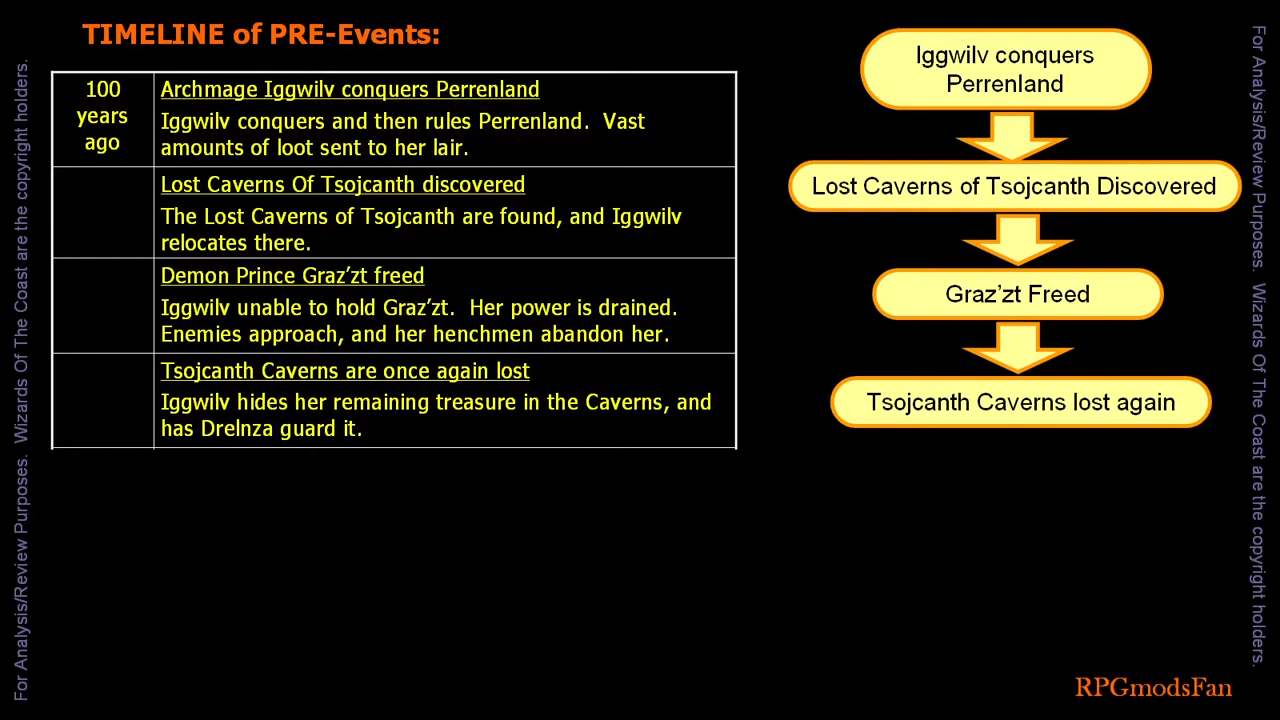 TIMELINE of PRE-Events:
100
years
ago
Archmage Iggwilv conquers Perrenland
Iggwilv conquers and then rules Perrenland. Vast
amounts of loot sent to her lair.
Lost Caverns Of Tsojcanth discovered
The Lost Caverns of Tsojcanth are found, and Iggwilv
relocates there.
Demon Prince Graz’zt freed
Iggwilv unable to hold Graz’zt. Her power is drained.
Enemies approach, and her henchmen abandon her.
Tsojcanth Caverns are once again lost
Iggwilv hides her remaining treasure in the Caverns, and
has Drelnza guard it.
Iggwilv conquers
Perrenland
Lost Caverns of Tsojcanth Discovered
Graz’zt Freed
Tsojcanth Caverns lost again
For Analysis/Review Purposes. Wizards Of The Coast are the copyright holders.
For Analysis/Review Purposes. Wizards Of The Coast are the copyright holders.
RPGmodsFan